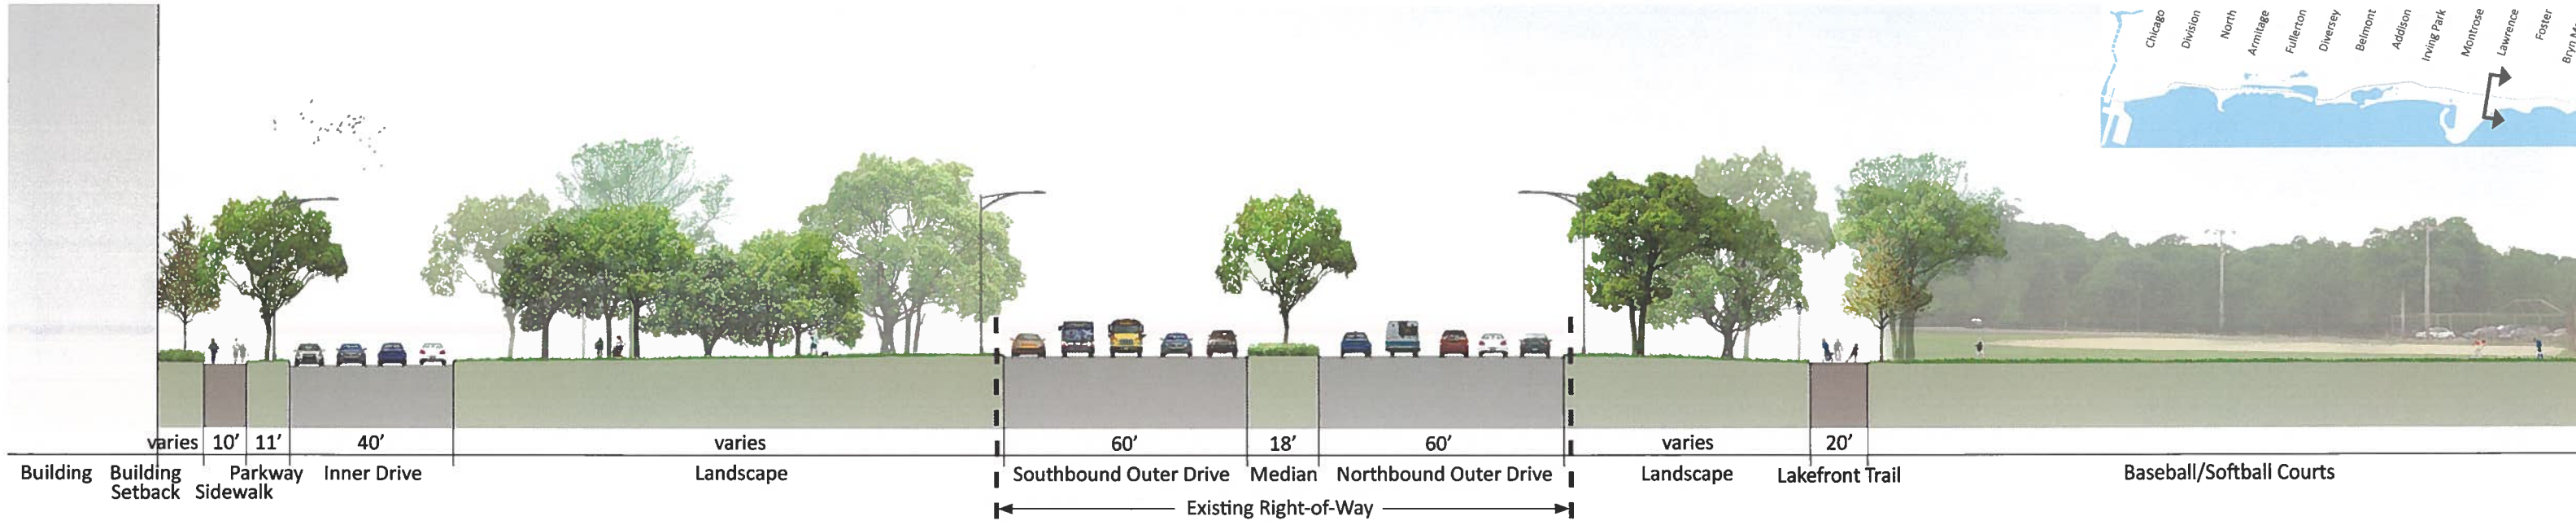 Chicago
Division
North
Armitage
Fullerton
Diversey
Belmont
Addison
Irving Park
Montrose
Lawrence
Foster
varies 10' 11' 40' varies 60' 18' 60' varies 20'
Building Building Parkway Inner Drive Landscape Southbound Outer Drive Median Northbound Outer Drive Landscape Lakefront Trail Baseball/Softball Courts
Setback Sidewalk
Existing Right-of-Way